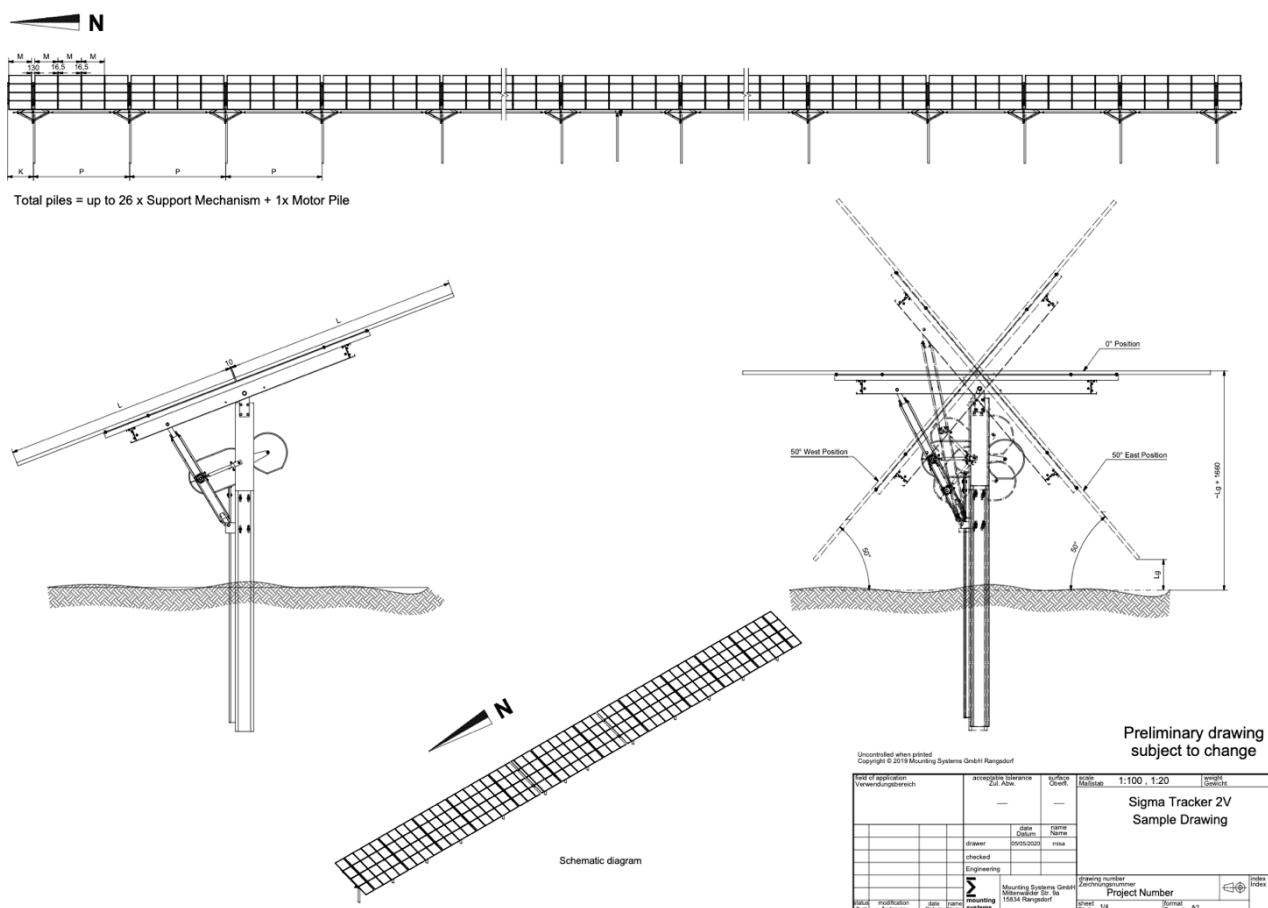 N
M M M M
130 16,5 16,5
K P P P
Total piles = up to 26 x Support Mechanism + 1x Motor Pile
L
10
L
0° Position
50° West Position
50° East Position
~Lg + 1660
50°
50°
Lg
N
Schematic diagram
Preliminary drawing
subject to change
Uncontrolled when printed
Copyright © 2019 Mounting Systems GmbH Rangsdorf
field of application
Verwendungsbereich
acceptable tolerance
Zul. Abw.
surface
Oberfl.
scale
Maßstab
1:100 , 1:20
weight
Gewicht
Sigma Tracker 2V
Sample Drawing
date
Datum
name
Name
drawer 05/05/2020 nisa
checked
Engineering
mounting
systems
Mounting Systems GmbH
Mittenwalder Str. 9a
15834 Rangsdorf
drawing number
Zeichnungsnummer
Project Number
index
Index
status modification date name
sheet 1/6
format A2